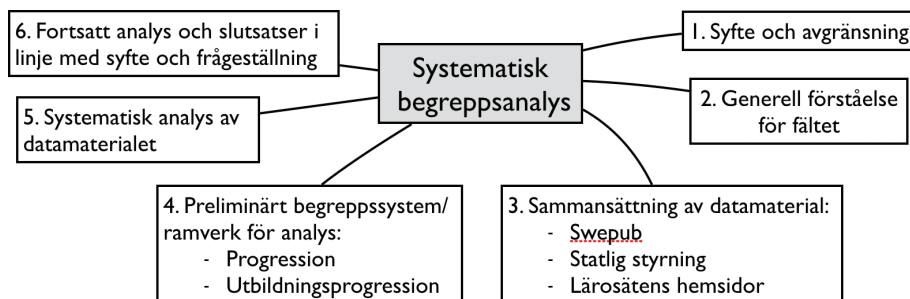 Systematisk
begreppsanalys
1. Syfte och avgränsning
2. Generell förståelse
för fältet
3. Sammansättning av datamaterial:
- Swepub
- Statlig styrning
- Lärosätens hemsidor
4. Preliminärt begreppssystem/
ramverk för analys:
- Progression
- Utbildningsprogression
5. Systematisk analys av
datamaterialet
6. Fortsatt analys och slutsatser i
linje med syfte och frågeställning